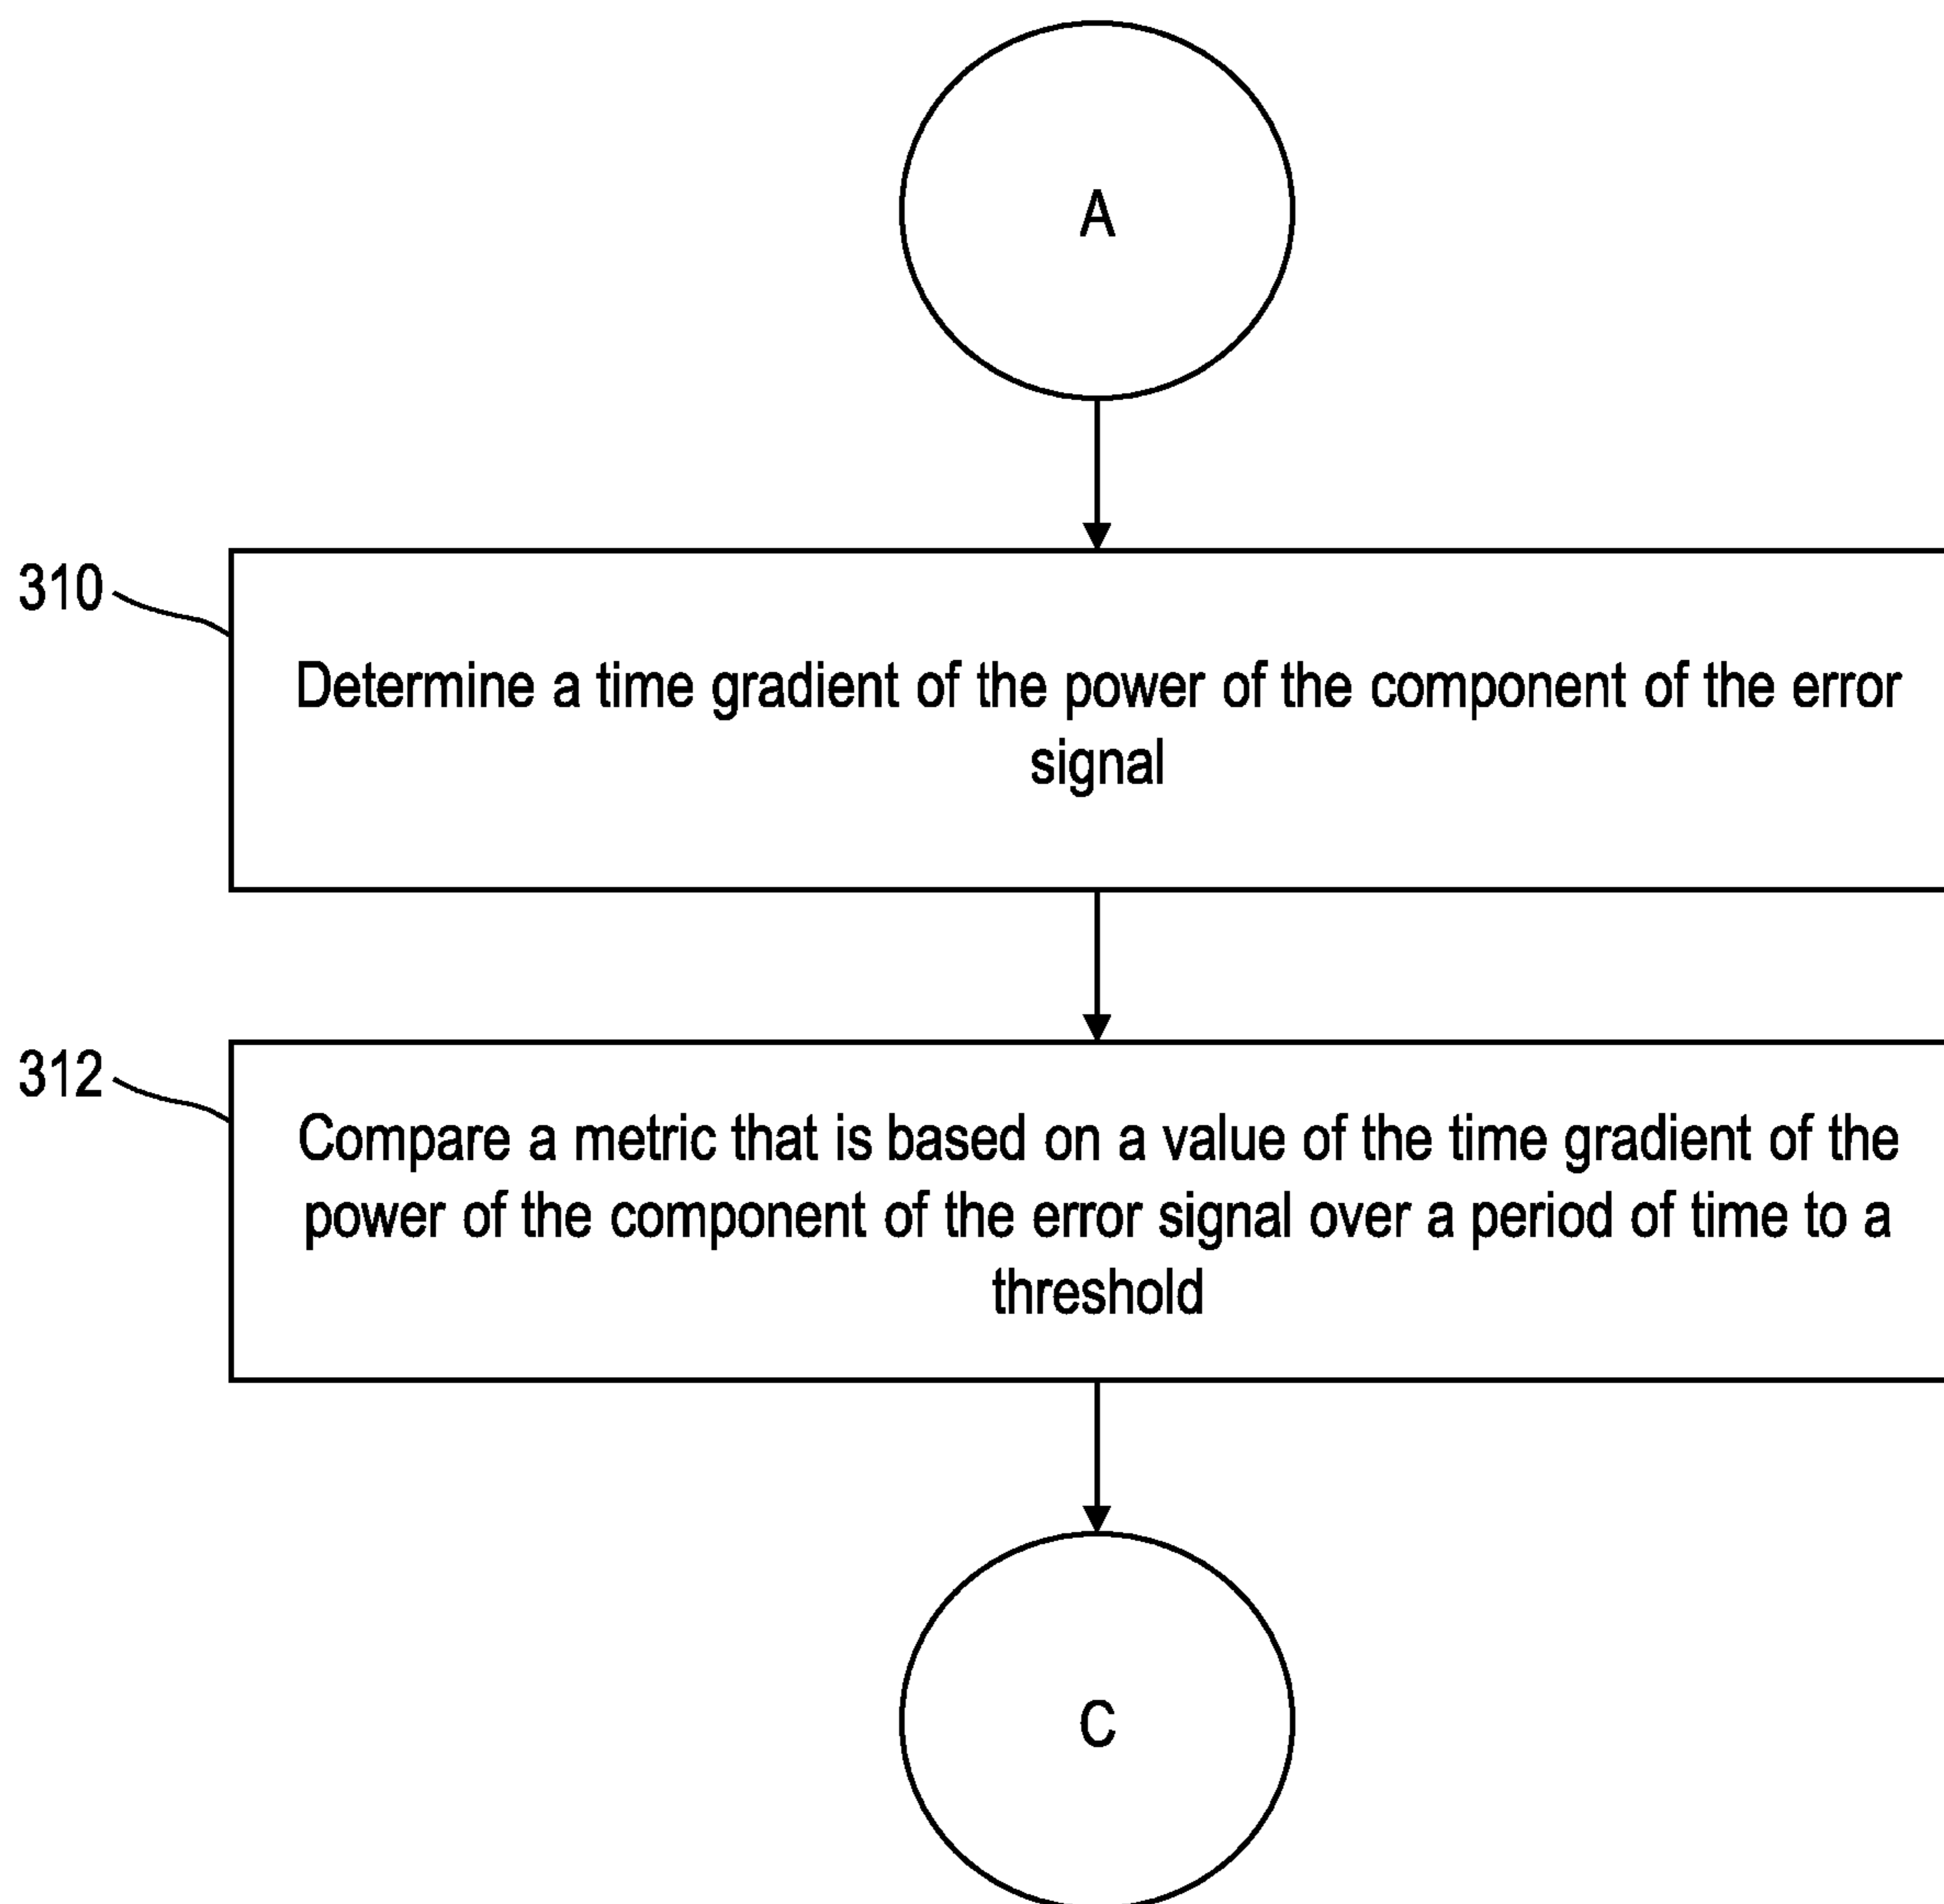 A
310
Determine a time gradient of the power of the component of the error
signal
312
Compare a metric that is based on a value of the time gradient of the
power of the component of the error signal over a period of time to a
threshold
C